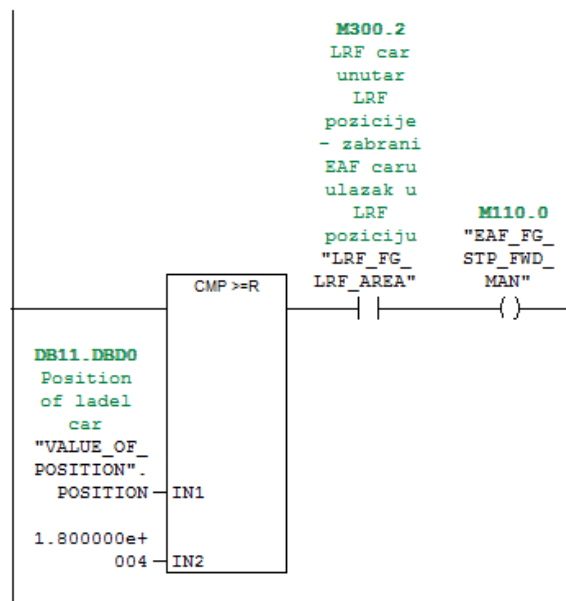 M300.2
LRF car
unutar
LRF
pozicije
- zabrani
EAF caru
ulazak u
LRF
poziciju
"LRF_FG_
LRF_AREA"
M110.0
"EAF_FG_
STP_FWD_
MAN"
CMP >=R
DB11.DBD0
Position
of ladel
car
"VALUE_OF_
POSITION".
POSITION
IN1
1.800000e+
004
IN2